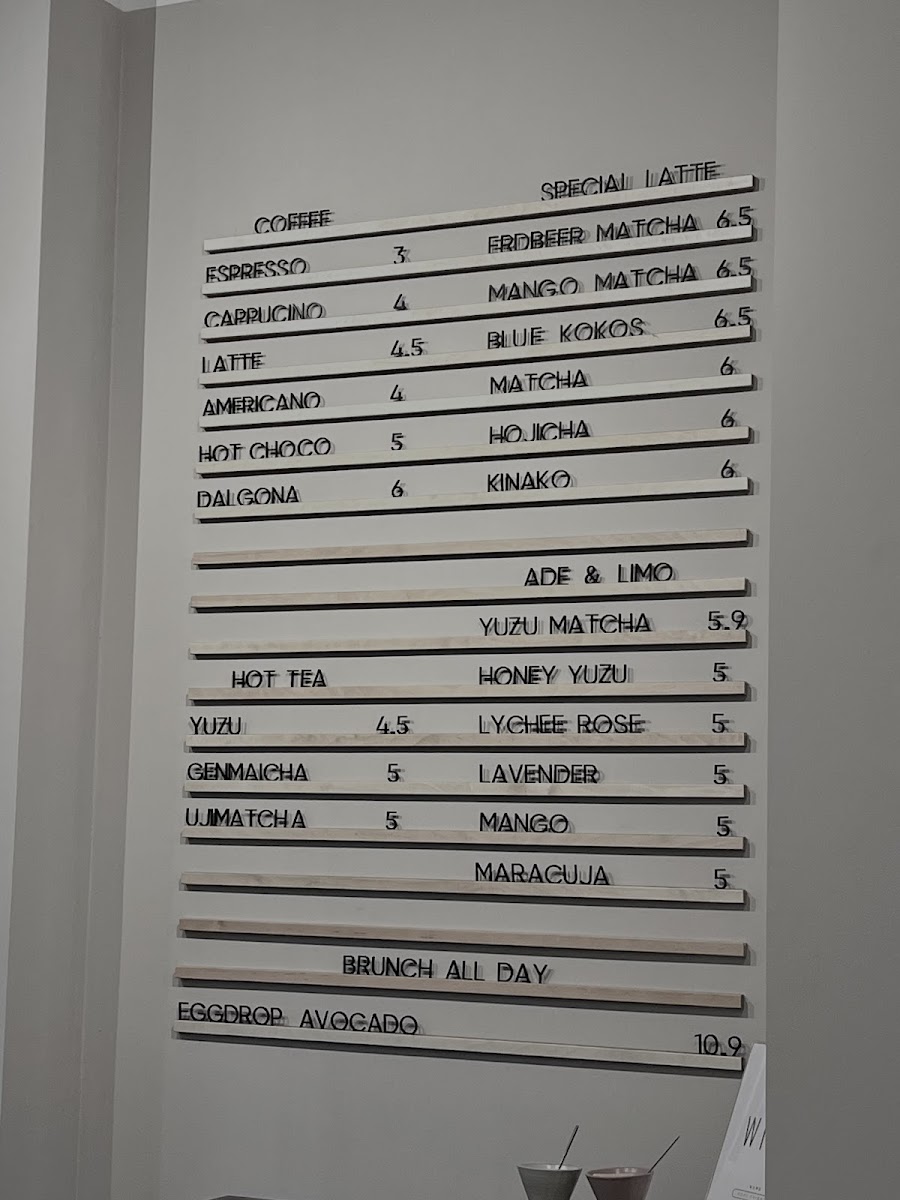 COFFEE
ESPRESSO 3
CAPPUCINO 4
LATTE 4.5
AMERICANO 4
HOT CHOCO 5
DALGONA 6
SPECIAL LATTE
ERDBEER MATCHA 6.5
MANGO MATCHA 6.5
BLUE KOKOS 6.5
MATCHA 6
HOJICHA 6
KINAKO 6
HOT TEA
YUZU 4.5
GENMAICHA 5
UJIMATCHA 5
ADE & LIMO
YUZU MATCHA 5.9
HONEY YUZU 5
LYCHEE ROSE 5
LAVENDER 5
MANGO 5
MARACUJA 5
BRUNCH ALL DAY
EGGDROP AVOCADO 10.9